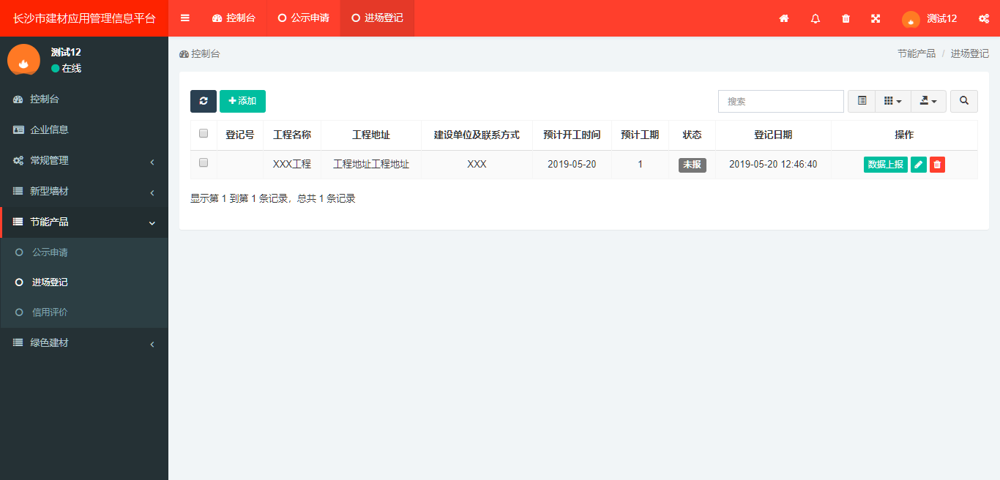 长沙市建材应用管理信息平台
控制台 公示申请 进场登记 测试12
测试12
在线
控制台
企业信息
常规管理
新型墙材
节能产品
公示申请
进场登记
信用评价
绿色建材
控制台 节能产品 / 进场登记
添加 搜索
登记号 工程名称 工程地址 建设单位及联系方式 预计开工时间 预计工期 状态 登记日期 操作
XXX工程 工程地址工程地址 XXX 2019-05-20 1 未报 2019-05-20 12:46:40 数据上报
显示第 1 到第 1 条记录，总共 1 条记录